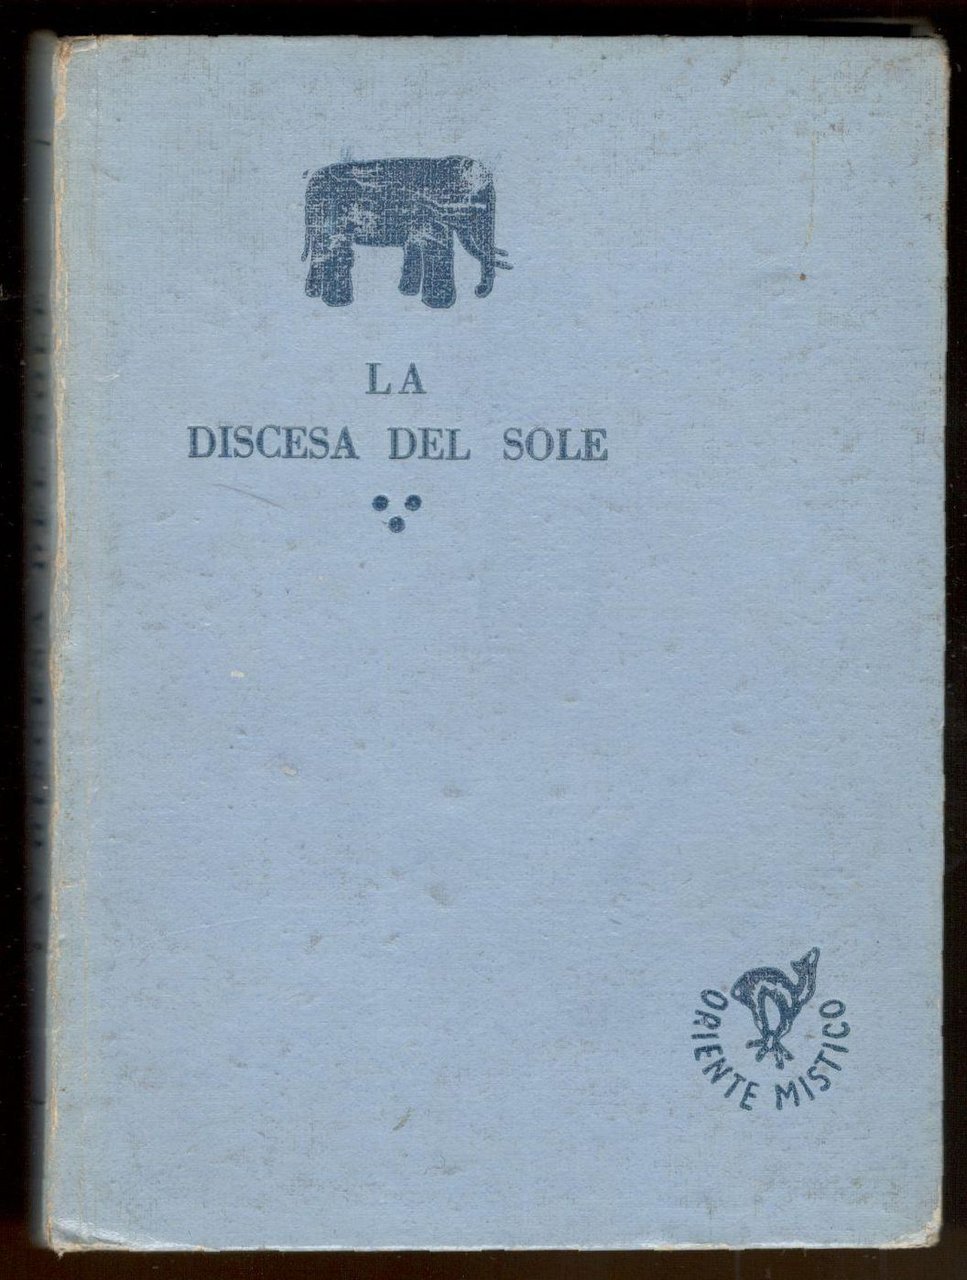 LA
DISCESA DEL SOLE
ORIENTE MISTICO